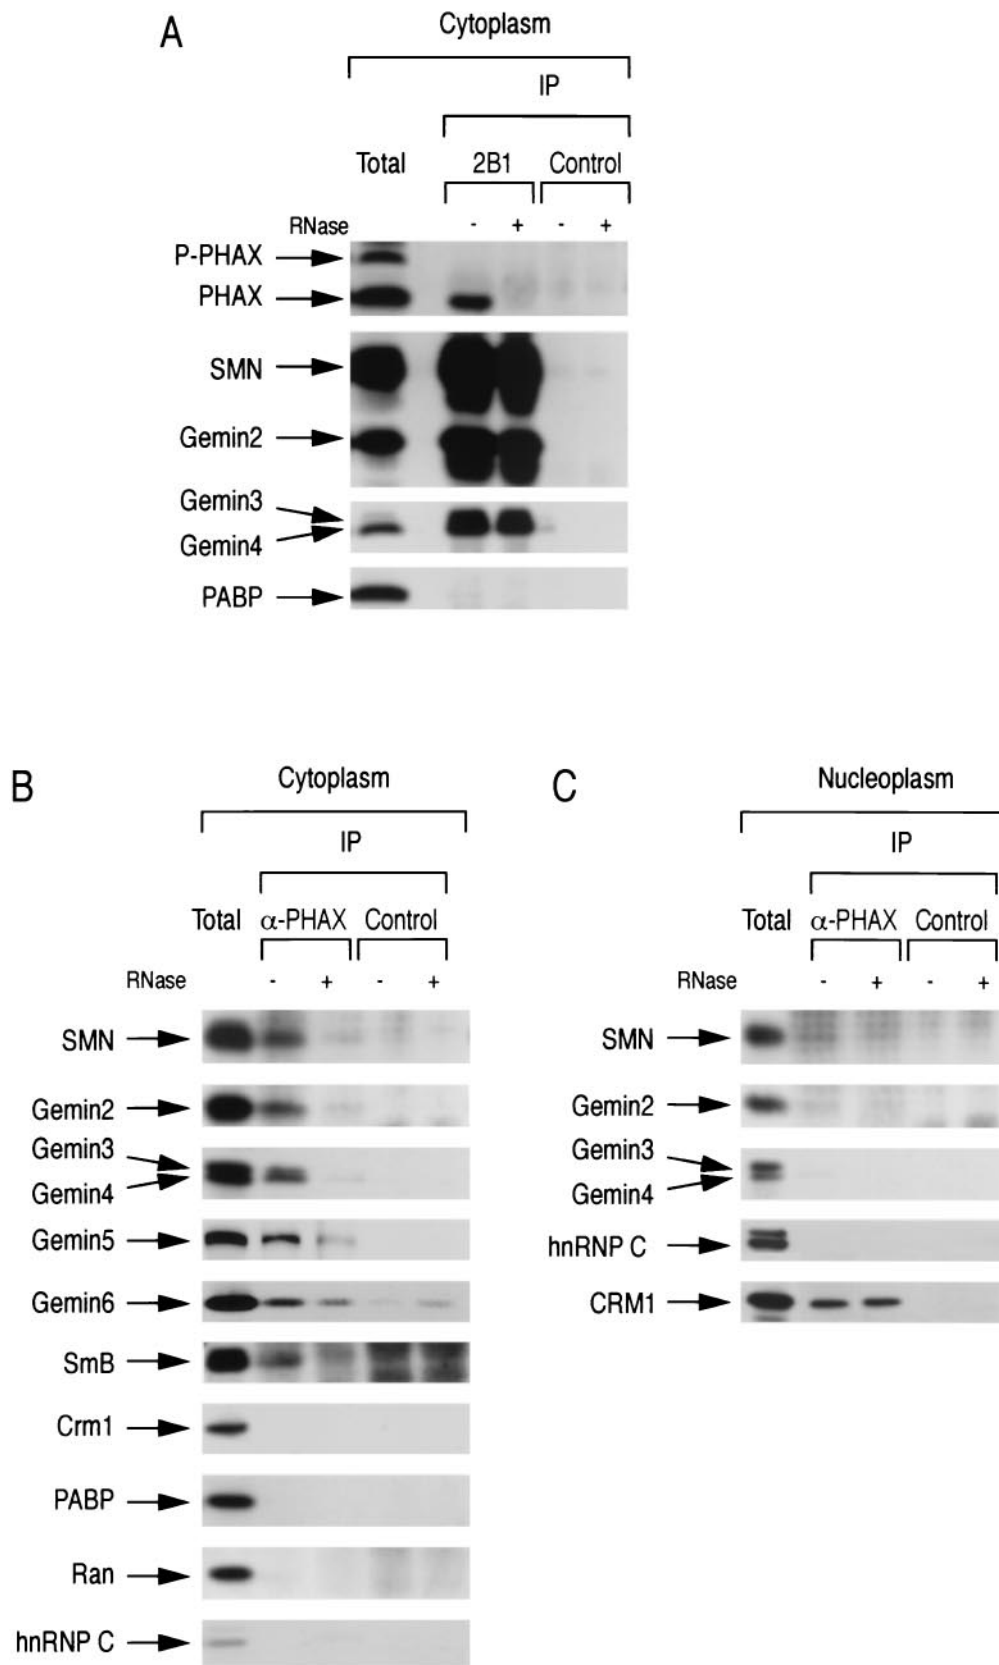 A
Cytoplasm
IP
Total 2B1 Control
RNase - + - +
P-PHAX
PHAX
SMN
Gemin2
Gemin3
Gemin4
PABP
B
Cytoplasm
IP
Total α-PHAX Control
RNase - + - +
SMN
Gemin2
Gemin3
Gemin4
Gemin5
Gemin6
SmB
Crm1
PABP
Ran
hnRNP C
C
Nucleoplasm
IP
Total α-PHAX Control
RNase - + - +
SMN
Gemin2
Gemin3
Gemin4
hnRNP C
CRM1